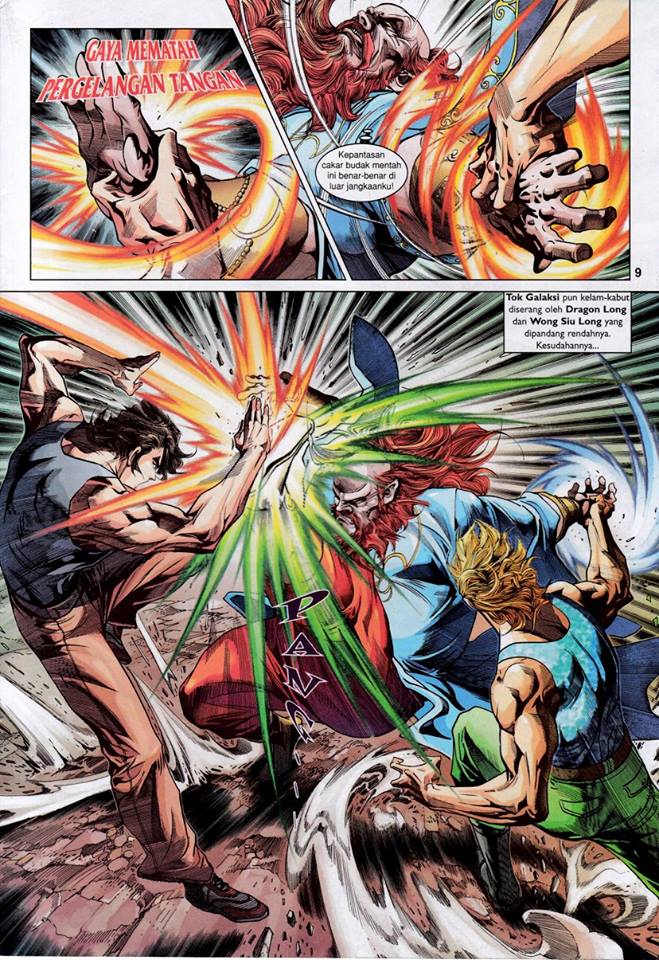 GAYA MEMATAH
PERGELANGAN TANGAN
Kepantasan
cakar budak mentah
ini benar-benar di
luar jangkaanku!
9
Tok Galaksi pun kelam-kabut
diserang oleh Dragon Long
dan Wong Siu Long yang
dipandang rendahnya.
Kesudahannya...